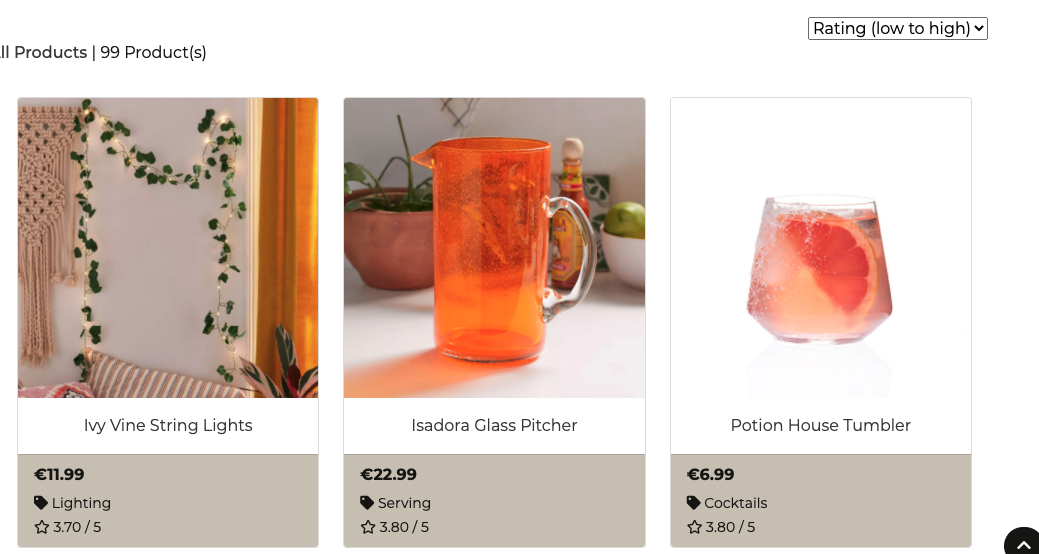 Rating (low to high)
ll Products | 99 Product(s)
Ivy Vine String Lights
€11.99
Lighting
3.70 / 5
Isadora Glass Pitcher
€22.99
Serving
3.80 / 5
Potion House Tumbler
€6.99
Cocktails
3.80 / 5